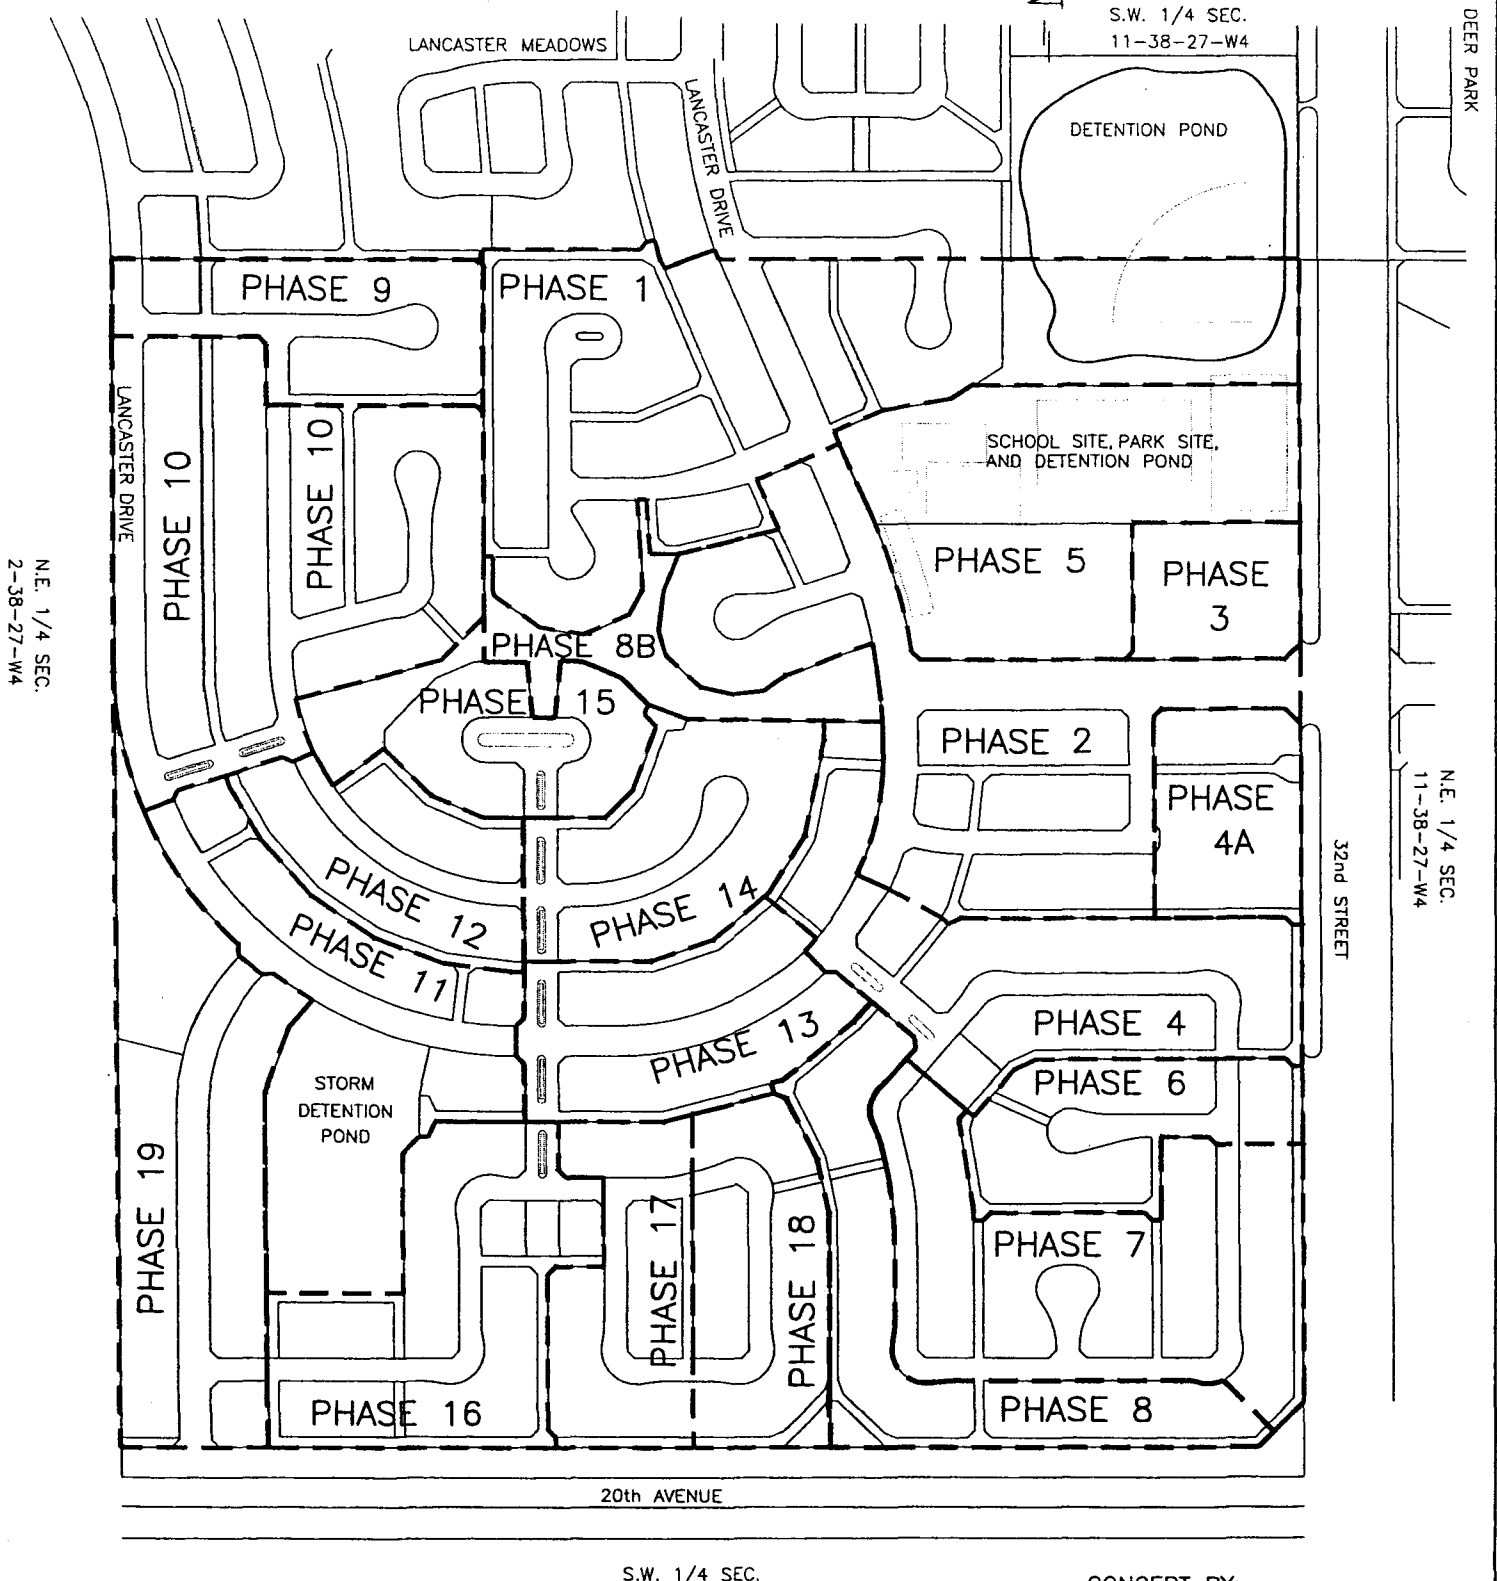 S.W. 1/4 SEC.
11-38-27-W4
DEER PARK
LANCASTER MEADOWS
LANCASTER DRIVE
DETENTION POND
PHASE 9
PHASE 1
LANCASTER DRIVE
PHASE 10
PHASE 10
SCHOOL SITE, PARK SITE,
AND DETENTION POND
PHASE 5
PHASE
3
N.E. 1/4 SEC.
2-38-27-W4
PHASE 8B
PHASE 15
PHASE 2
PHASE
4A
N.E. 1/4 SEC.
11-38-27-W4
32nd STREET
PHASE 12
PHASE 14
PHASE 11
PHASE 13
PHASE 4
PHASE 6
STORM
DETENTION
POND
PHASE 19
PHASE 17
PHASE 18
PHASE 7
PHASE 16
PHASE 8
20th AVENUE
S.W. 1/4 SEC.
CONCEPT BY